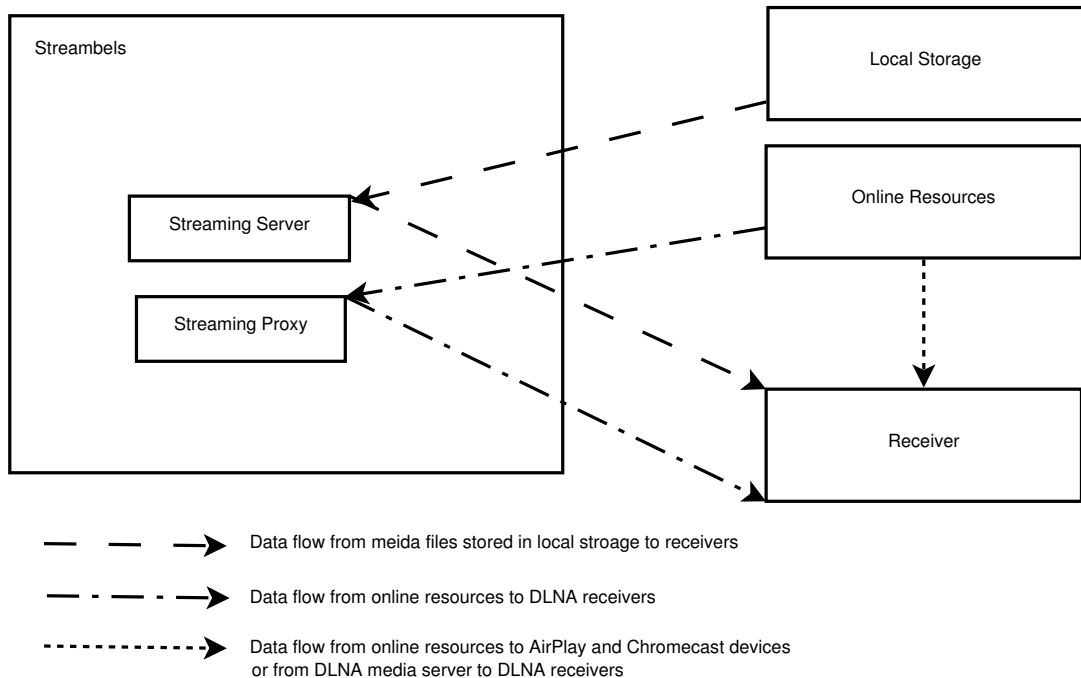 Streambels
Local Storage
Online Resources
Streaming Server
Streaming Proxy
Receiver
Data flow from meida files stored in local stroage to receivers
Data flow from online resources to DLNA receivers
Data flow from online resources to AirPlay and Chromecast devices
or from DLNA media server to DLNA receivers